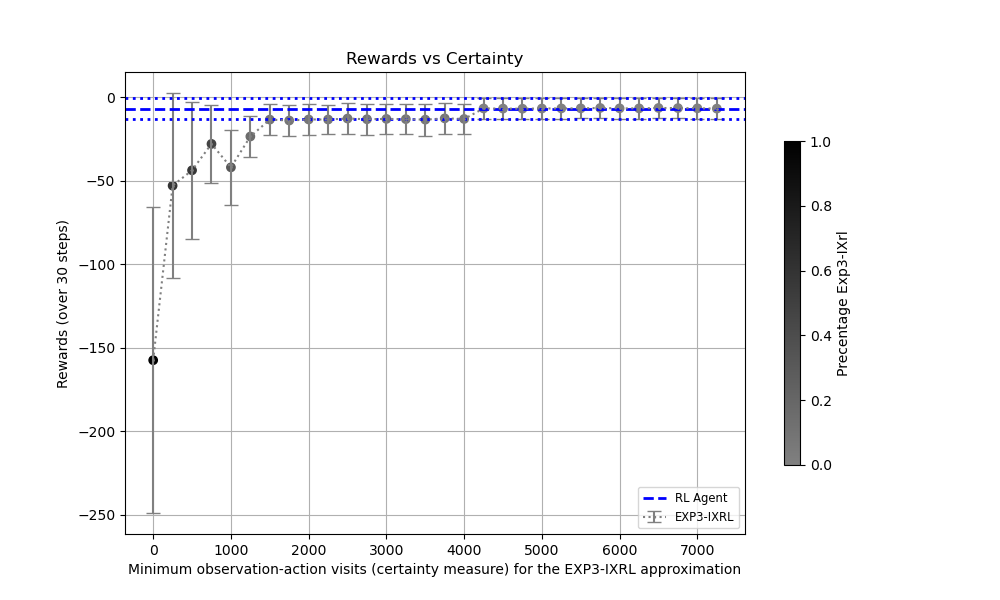 Rewards vs Certainty
Rewards (over 30 steps)
0
−50
−100
−150
−200
−250
0 1000 2000 3000 4000 5000 6000 7000
Minimum observation-action visits (certainty measure) for the EXP3-IXRL approximation
RL Agent
EXP3-IXRL
1.0
0.8
0.6
0.4
0.2
0.0
Precentage Exp3-IXrl